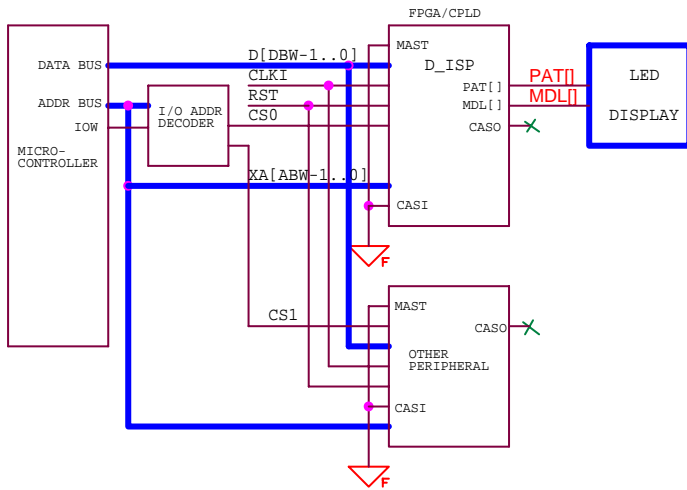 FPGA/CPLD
MAST
D_ISP
DATA BUS
D[DBW-1..0]
CLKI
PAT[]
PAT[]
LED
DISPLAY
ADDR BUS
I/O ADDR
DECODER
RST
MDL[]
MDL[]
IOW
CS0
CASO
MICRO-
CONTROLLER
XA[ABW-1..0]
CASI
F
MAST
CS1
CASO
OTHER
PERIPHERAL
CASI
F